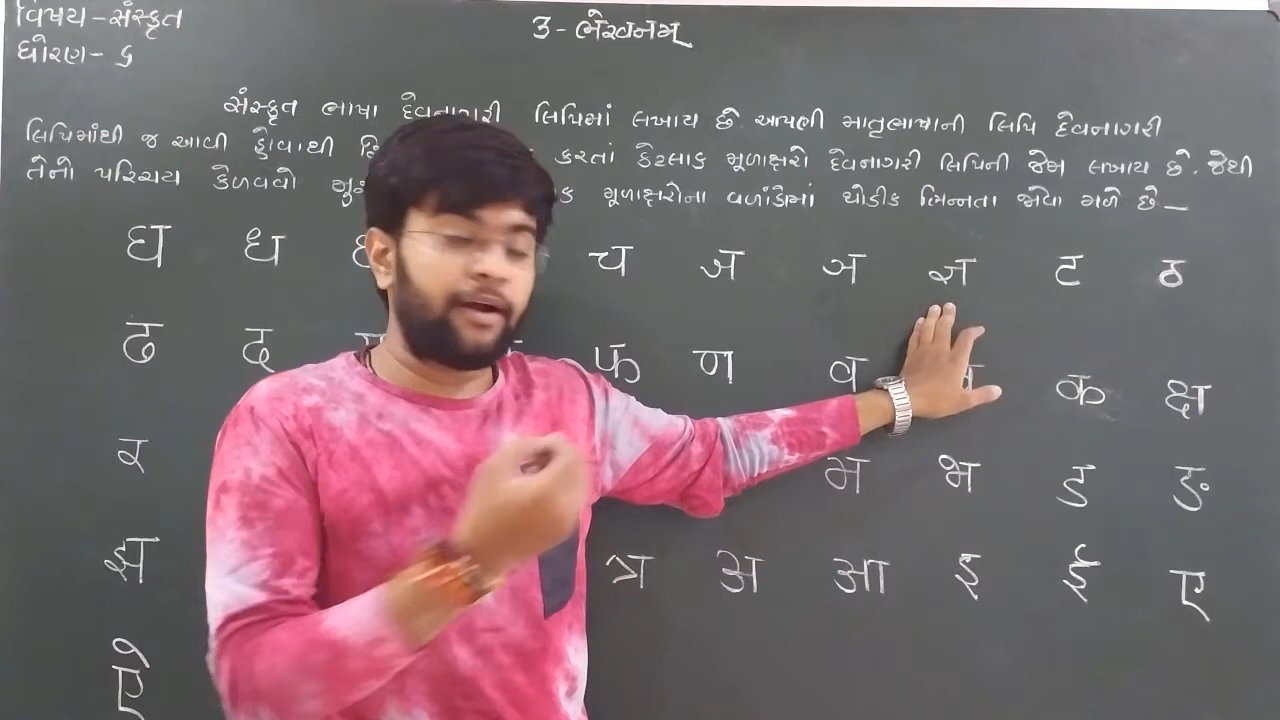 વિષય - સંસ્કૃત
ધોરણ - ૬
3 - લેખનમ્
સંસ્કૃત ભાષા દેવનાગરી લિપિમાં લખાય છે. આપણી માતૃભાષાની લિપિ દેવનાગરી
લિપિમાંથી જ આવી હોવાથી કરતાં કેટલાક મૂળાક્ષરો દેવનાગરી લિપિની જેમ લખાય છે. જેથી
તેનો પરિચય કેળવવો મૂળાક્ષરોના વળાંકોમાં થોડીક ભિન્નતા જોવા મળે છે —
घ ध च ज ञ ज्ञ ट ठ
ढ द फ ण व क क्ष
र म भ ड ङ
झ त्र अ आ इ ई ए
ऐ